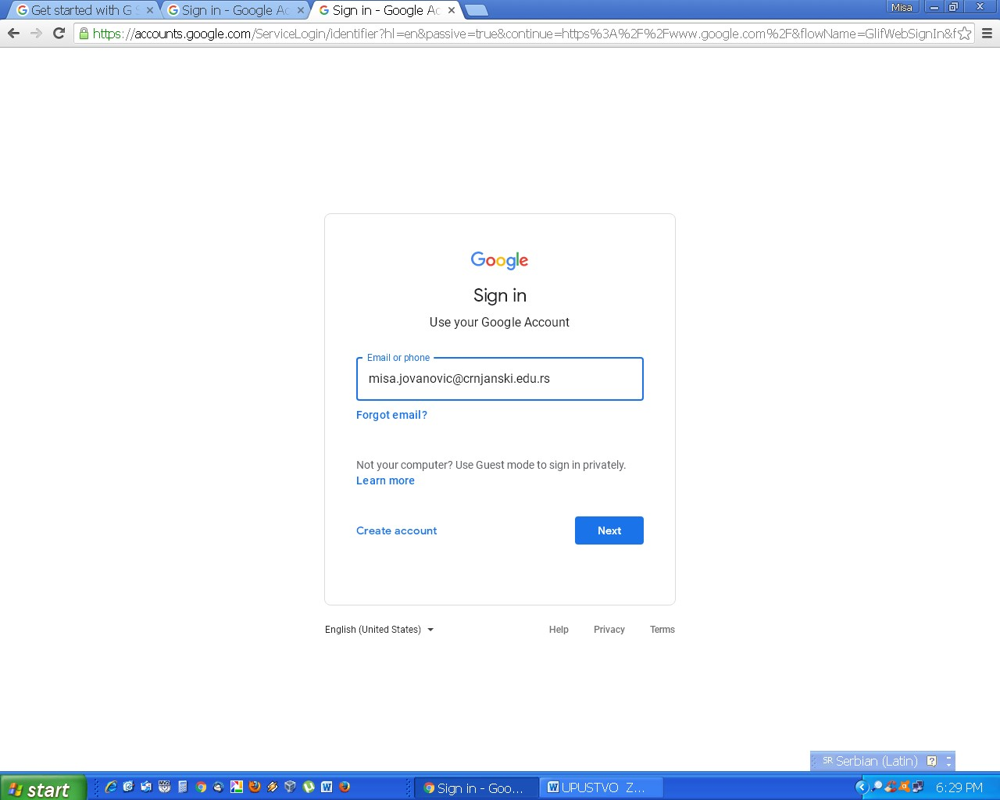 Get started with G S
Sign in - Google Ac
Sign in - Google Ac
Misa
https://accounts.google.com/ServiceLogin/identifier?hl=en&passive=true&continue=https%3A%2F%2Fwww.google.com%2F&flowName=GlifWebSignIn&f
Google
Sign in
Use your Google Account
Email or phone
misa.jovanovic@crnjanski.edu.rs
Forgot email?
Not your computer? Use Guest mode to sign in privately.
Learn more
Create account
Next
English (United States)
Help Privacy Terms
SR Serbian (Latin)
start
Sign in - Goo...
UPUSTVO Z...
6:29 PM